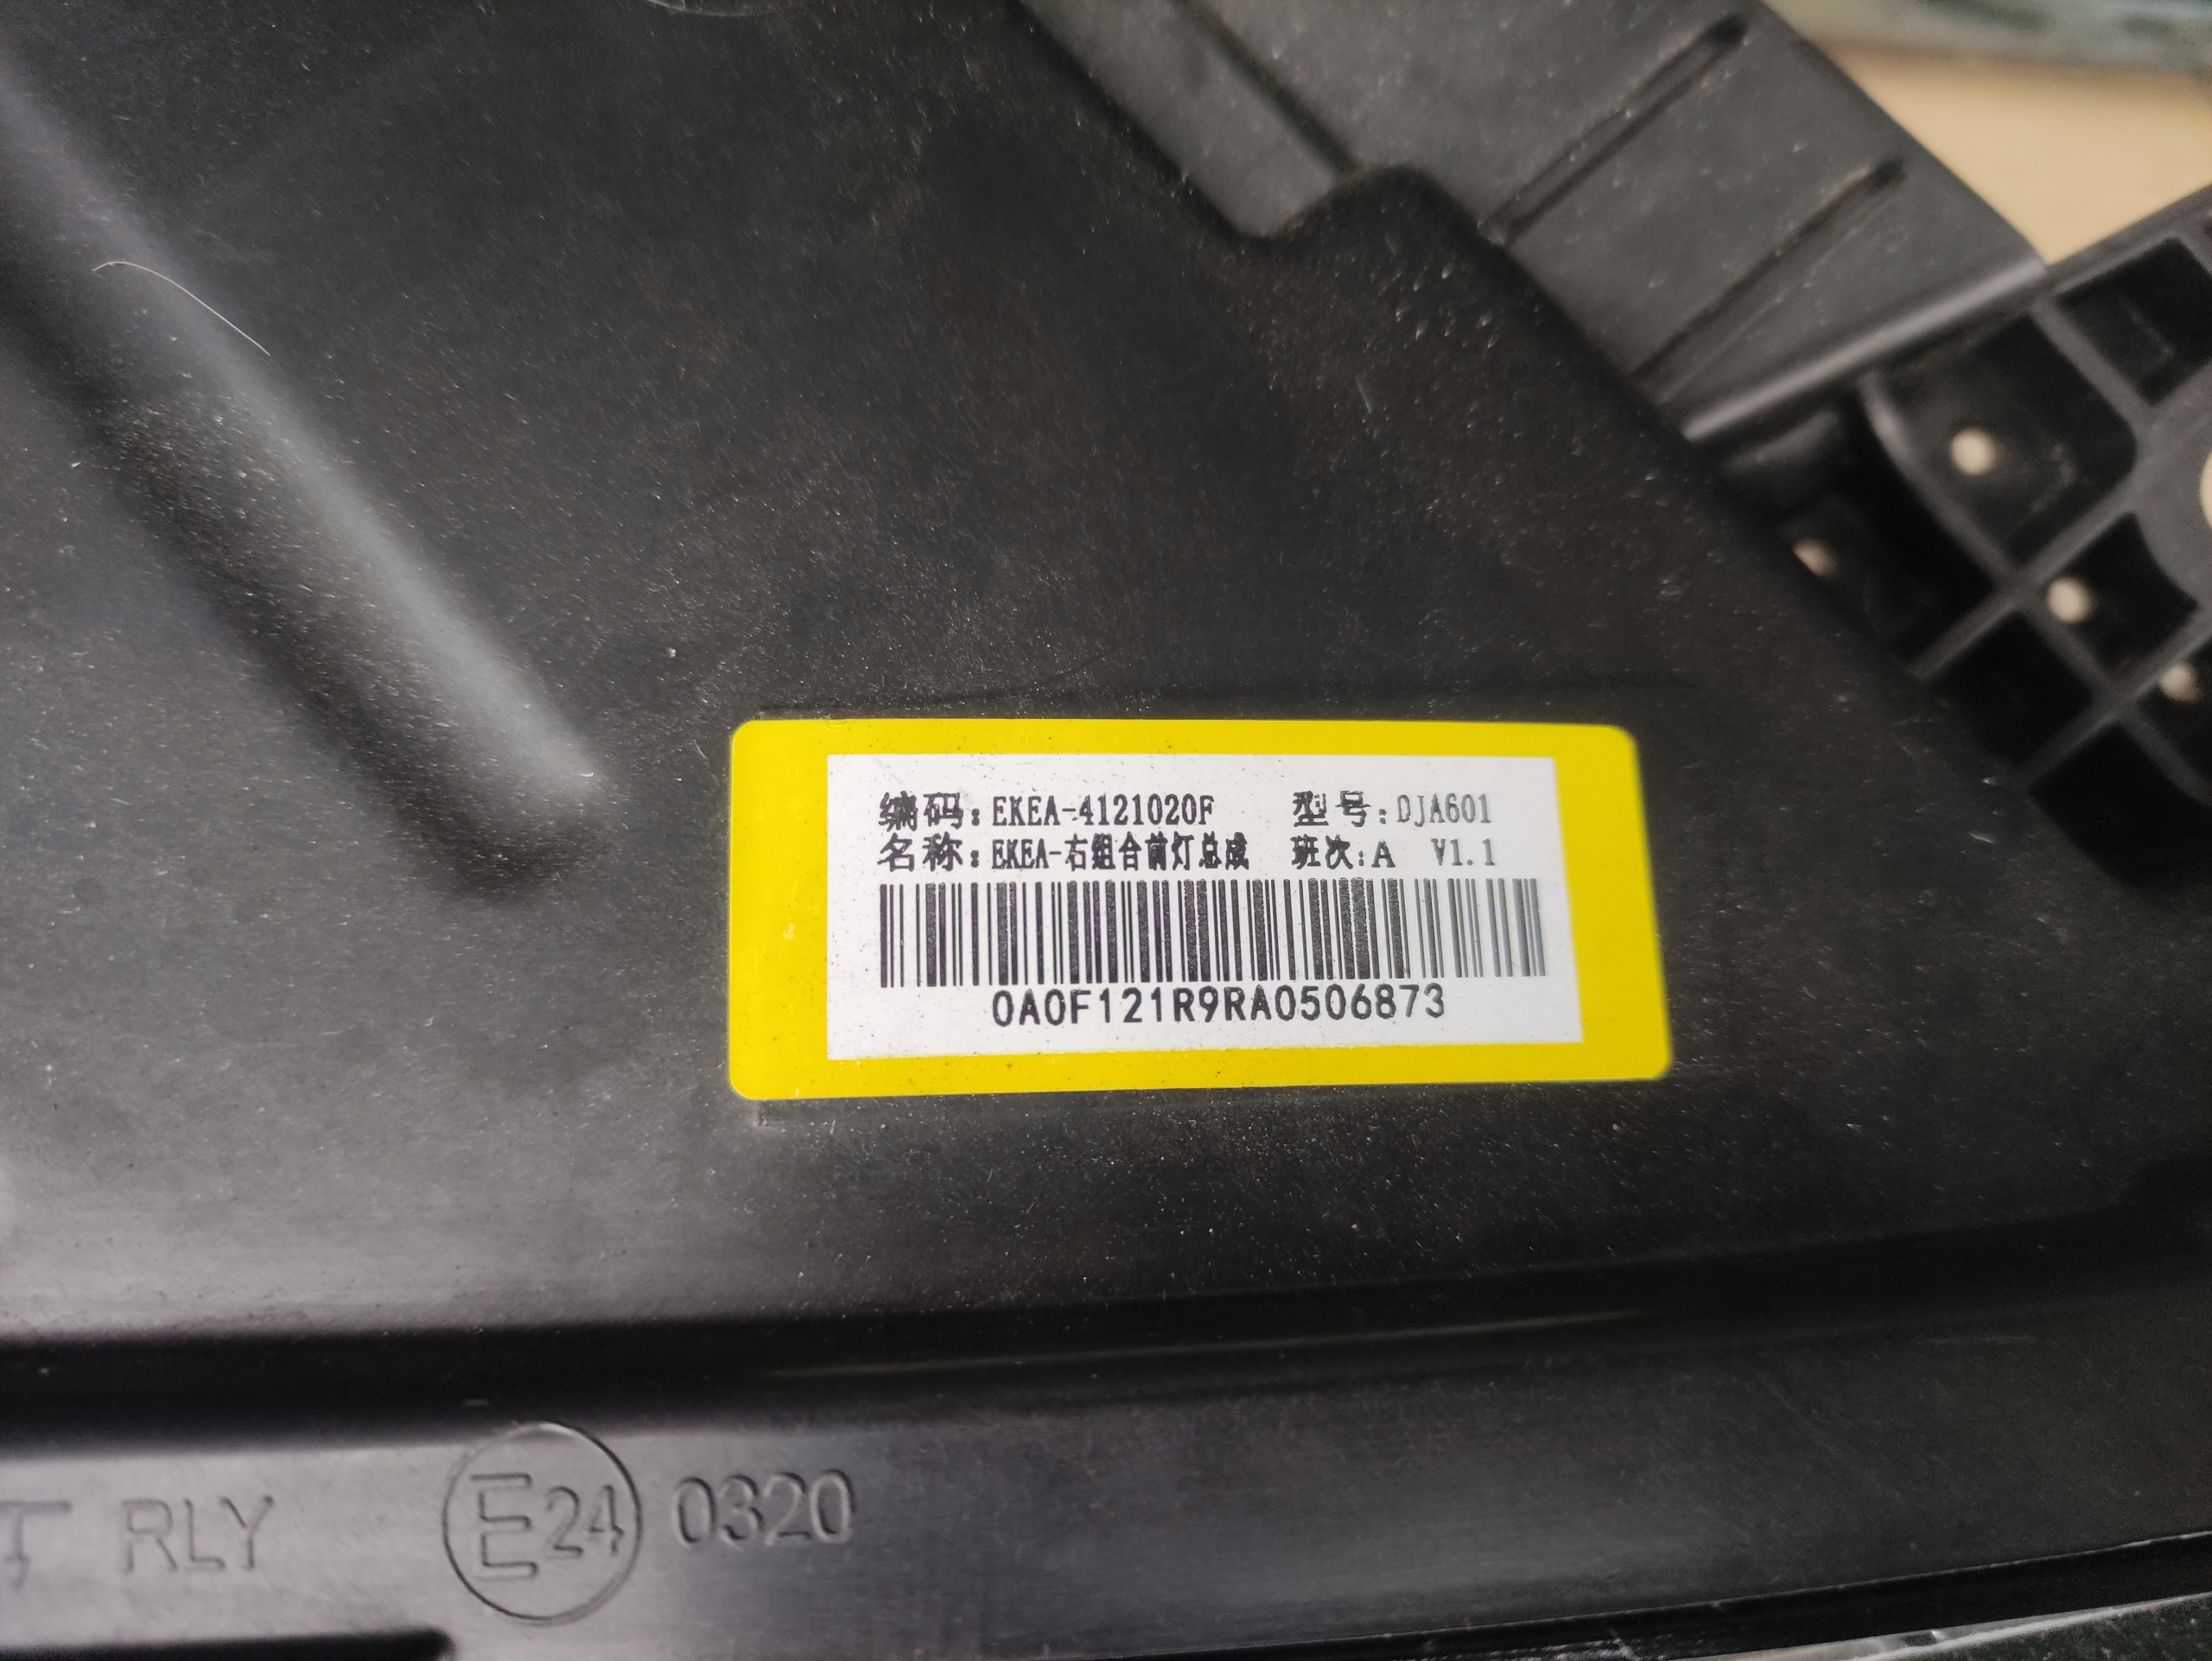 编码:EKEA-4121020F 型号:DJA601
名称:EKEA-右组合前灯总成 班次:A V1.1
0A0F121R9RA0506873
T RLY E24 0320